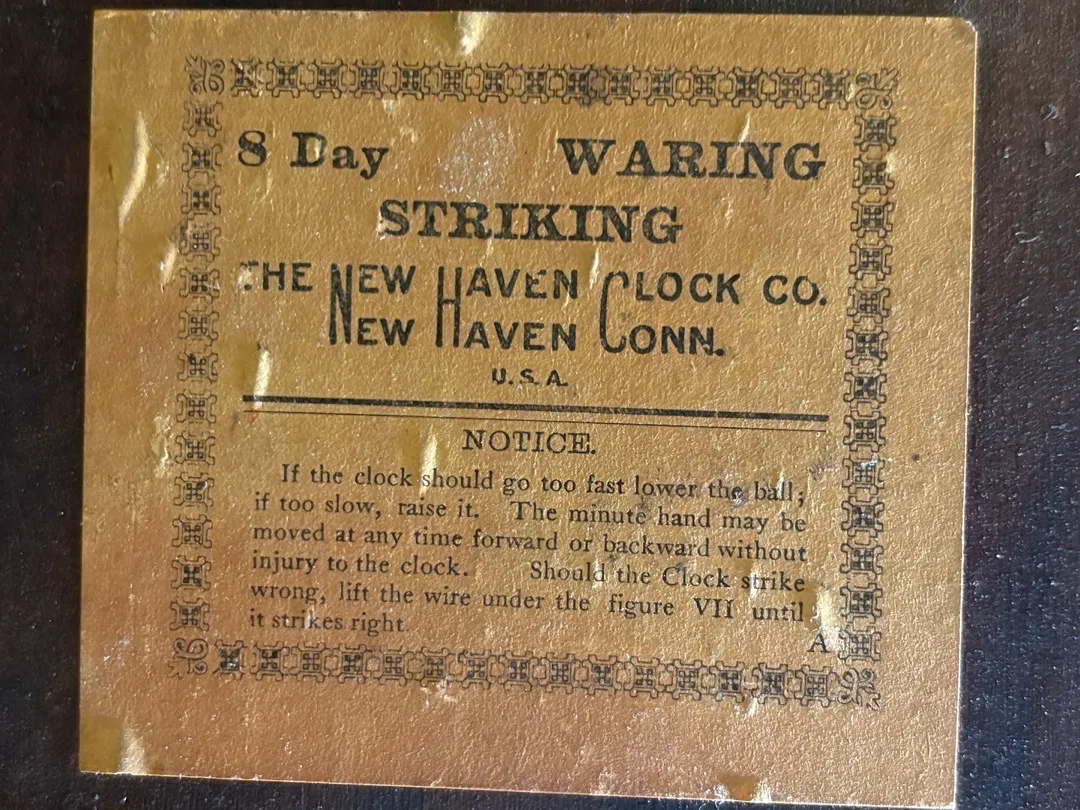 8 Day WARING
STRIKING
THE NEW HAVEN CLOCK CO.
NEW HAVEN CONN.
U.S.A.
NOTICE.
If the clock should go too fast lower the ball;
if too slow, raise it. The minute hand may be
moved at any time forward or backward without
injury to the clock. Should the Clock strike
wrong, lift the wire under the figure VII until
it strikes right.
A